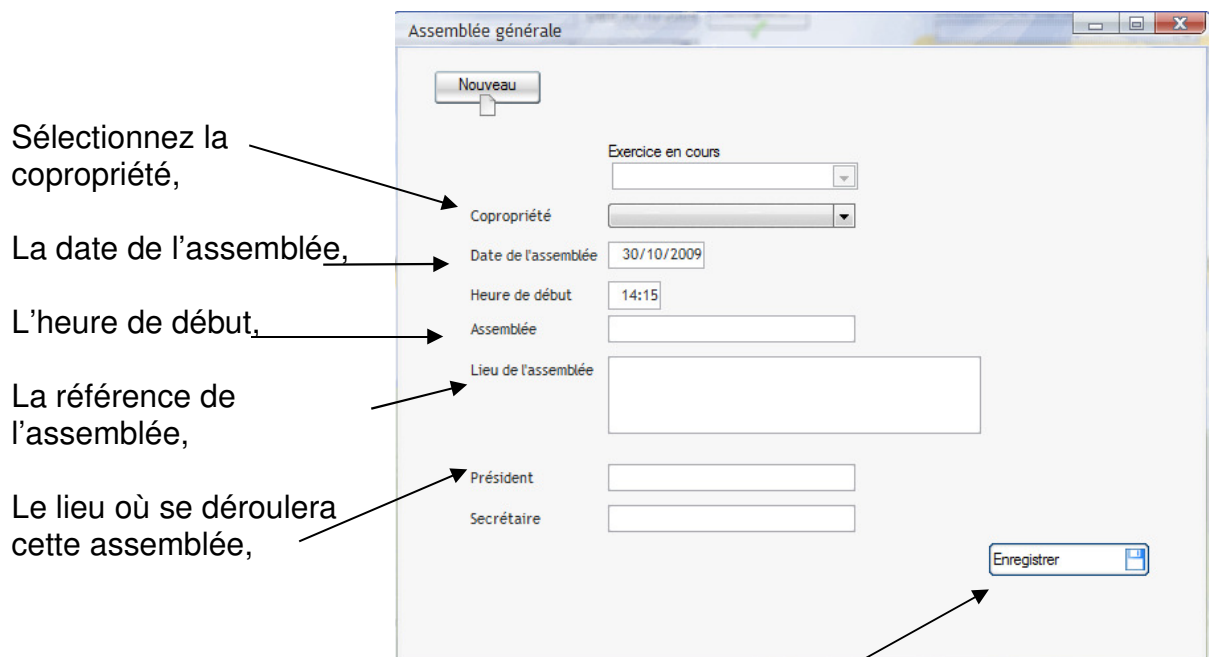 Assemblée générale
Nouveau
Sélectionnez la
copropriété,
La date de l'assemblée,
L'heure de début,
La référence de
l'assemblée,
Le lieu où se déroulera
cette assemblée,
Exercice en cours
Copropriété
Date de l'assemblée 30/10/2009
Heure de début 14:15
Assemblée
Lieu de l'assemblée
Président
Secrétaire
Enregistrer